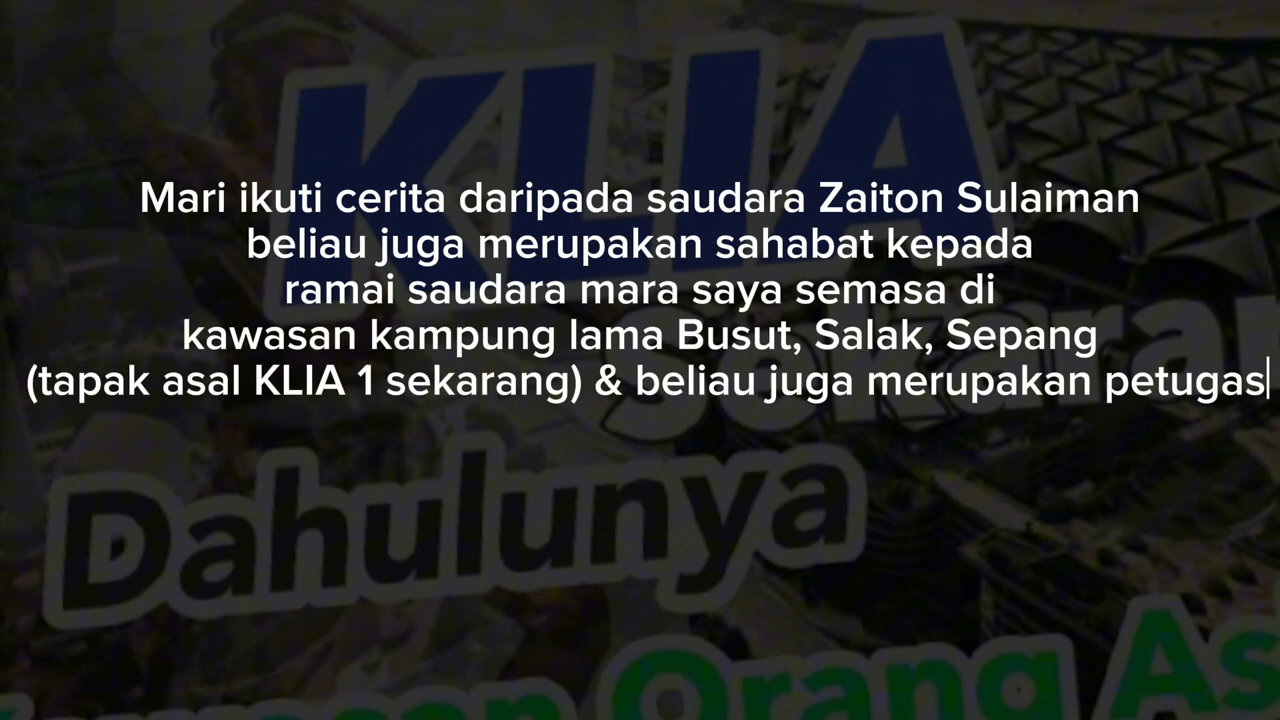 KLIA
Mari ikuti cerita daripada saudara Zaiton Sulaiman
beliau juga merupakan sahabat kepada
ramai saudara mara saya semasa di
kawasan kampung lama Busut, Salak, Sepang
(tapak asal KLIA 1 sekarang) & beliau juga merupakan petugas
Dahulunya
Orang As